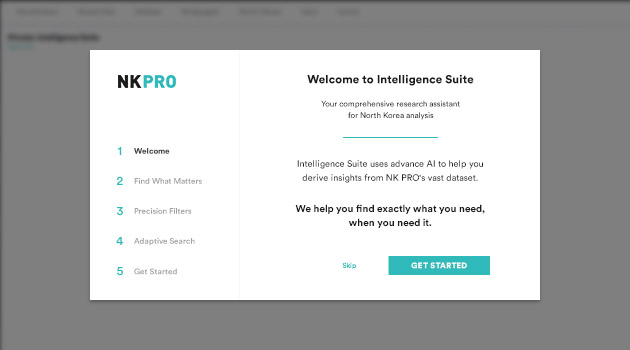 NKPRO
1 Welcome
2 Find What Matters
3 Precision Filters
4 Adaptive Search
5 Get Started
Welcome to Intelligence Suite
Your comprehensive research assistant
for North Korea analysis
Intelligence Suite uses advance AI to help you
derive insights from NK PRO's vast dataset.
We help you find exactly what you need,
when you need it.
Skip
GET STARTED